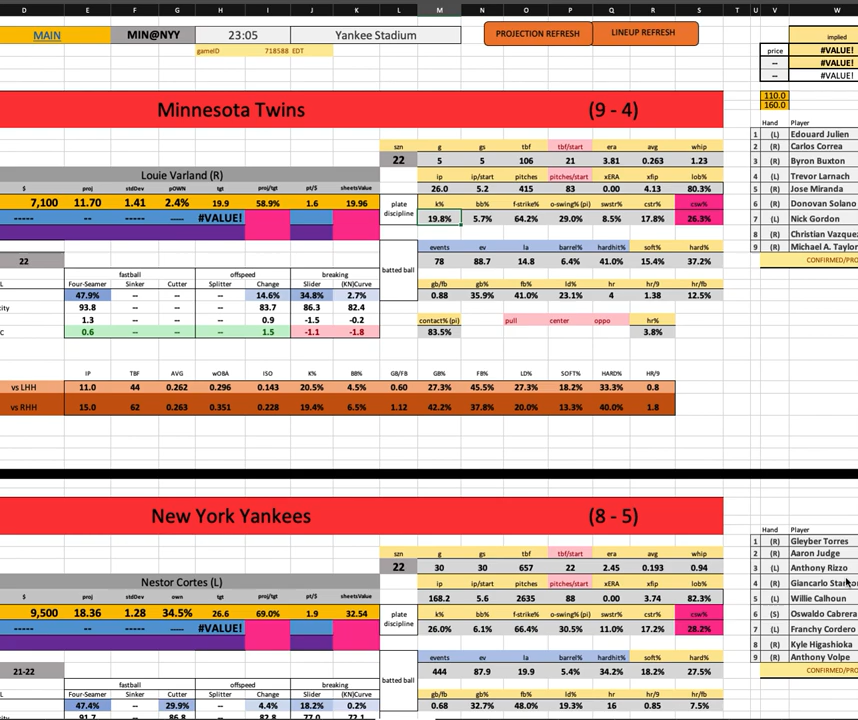 D E F G H I J K L M N O P Q R S T U V W
MAIN MIN@NYY 23:05 Yankee Stadium PROJECTION REFRESH LINEUP REFRESH implied
gameID 718588 EDT price #VALUE!
-- #VALUE!
-- #VALUE!
110.0
160.0
Minnesota Twins (9 - 4)
Hand Player
1 (L) Edouard Julien
2 (R) Carlos Correa
3 (R) Byron Buxton
4 (L) Trevor Larnach
5 (R) Jose Miranda
6 (R) Donovan Solano
7 (L) Nick Gordon
8 (R) Christian Vazque
9 (R) Michael A. Taylor
CONFIRMED/PRO
szn g gs tbf tbf/start era avg whip
22 5 5 106 21 3.81 0.263 1.23
Louie Varland (R) ip ip/start pitches pitches/start xERA xfip lob%
$ proj stdDev pOWN tgt proj/tgt pt/$ sheetsValue 26.0 5.2 415 83 0.00 4.13 80.3%
7,100 11.70 1.41 2.4% 19.9 58.9% 1.6 19.96 plate discipline k% bb% f-strike% o-swing% (pi) swstr% cstr% csw%
----- ---- ---- ---- #VALUE! 19.8% 5.7% 64.2% 29.0% 8.5% 17.8% 26.3%
batted ball events ev la barrel% hardhit% soft% hard%
22 78 88.7 14.8 6.4% 41.0% 15.4% 37.2%
fastball offspeed breaking
L Four-Seamer Sinker Cutter Splitter Change Slider (KN)Curve gb/fb gb% fb% ld% hr hr/9 hr/fb
47.9% -- -- -- 14.6% 34.8% 2.7% 0.88 35.9% 41.0% 23.1% 4 1.38 12.5%
city 93.8 -- -- -- 83.7 86.3 82.4
1.3 -- -- -- 0.9 -1.5 -0.2 contact% (pi) pull center oppo hr%
C 0.6 -- -- -- 1.5 -1.1 -1.8 83.5% 3.8%
IP TBF AVG wOBA ISO K% BB% GB/FB GB% FB% LD% SOFT% HARD% HR/9
vs LHH 11.0 44 0.262 0.296 0.143 20.5% 4.5% 0.60 27.3% 45.5% 27.3% 18.2% 33.3% 0.8
vs RHH 15.0 62 0.263 0.351 0.228 19.4% 6.5% 1.12 42.2% 37.8% 20.0% 13.3% 40.0% 1.8
New York Yankees (8 - 5)
Hand Player
1 (R) Gleyber Torres
2 (R) Aaron Judge
3 (L) Anthony Rizzo
4 (R) Giancarlo Stanton
5 (L) Willie Calhoun
6 (S) Oswaldo Cabrera
7 (L) Franchy Cordero
8 (R) Kyle Higashioka
9 (R) Anthony Volpe
CONFIRMED/PRO
szn g gs tbf tbf/start era avg whip
22 30 30 657 22 2.45 0.193 0.94
Nestor Cortes (L) ip ip/start pitches pitches/start xERA xfip lob%
$ proj stdDev own tgt proj/tgt pt/$ sheetsValue 168.2 5.6 2635 88 0.00 3.74 82.3%
9,500 18.36 1.28 34.5% 26.6 69.0% 1.9 32.54 plate discipline k% bb% f-strike% o-swing% (pi) swstr% cstr% csw%
----- ---- ---- ---- #VALUE! 26.0% 6.1% 66.4% 30.5% 11.0% 17.2% 28.2%
batted ball events ev la barrel% hardhit% soft% hard%
21-22 444 87.9 19.9 5.4% 34.2% 18.2% 27.5%
fastball offspeed breaking
L Four-Seamer Sinker Cutter Splitter Change Slider (KN)Curve gb/fb gb% fb% ld% hr hr/9 hr/fb
47.4% -- 29.9% -- 4.4% 18.2% 0.2% 0.68 32.7% 48.0% 19.3% 16 0.85 7.5%
91.7 -- 86.8 -- 82.8 77.0 72.1